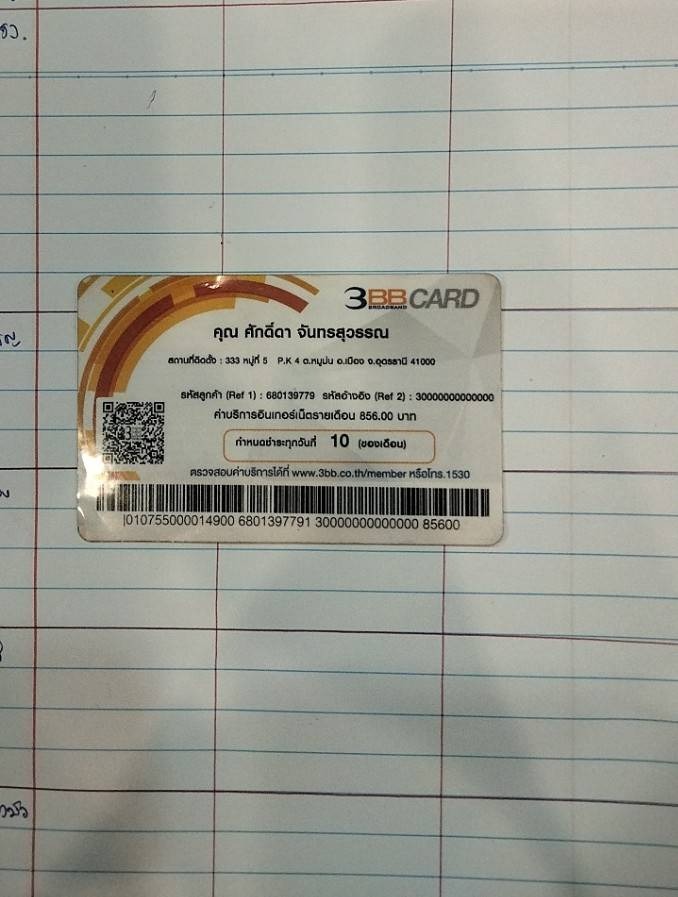 3BB CARD
BROADBAND
คุณ ศักดิ์ดา จันทรสุวรรณ
สถานที่ติดตั้ง : 333 หมู่ที่ 5 P.K 4 ต.หมูม่น อ.เมือง จ.อุดรธานี 41000
รหัสลูกค้า (Ref 1) : 680139779 รหัสอ้างอิง (Ref 2) : 30000000000000
ค่าบริการอินเทอร์เน็ตรายเดือน 856.00 บาท
กำหนดชำระทุกวันที่ 10 (ของเดือน)
ตรวจสอบค่าบริการได้ที่ www.3bb.co.th/member หรือโทร.1530
|010755000014900 6801397791 30000000000000 85600